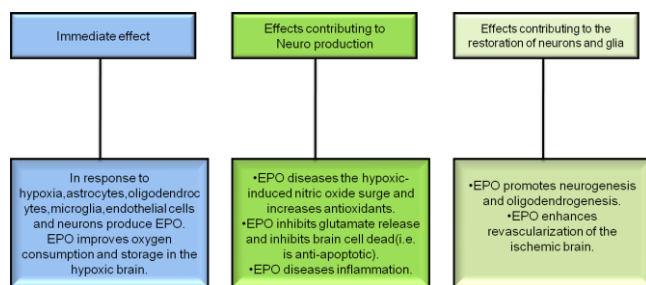 Immediate effect
Effects contributing to
Neuro production
Effects contributing to the
restoration of neurons and glia
In response to
hypoxia,astrocytes,oligodendroc
ytes,microglia,endothelial cells
and neurons produce EPO.
EPO improves oxygen
consumption and storage in the
hypoxic brain.
•EPO diseases the hypoxic-
induced nitric oxide surge and
increases antioxidants.
•EPO inhibits glutamate release
and inhibits brain cell dead(i.e.
is anti-apoptotic).
•EPO diseases inflammation.
•EPO promotes neurogenesis
and oligodendrogenesis.
•EPO enhances
revascularization of the
ischemic brain.